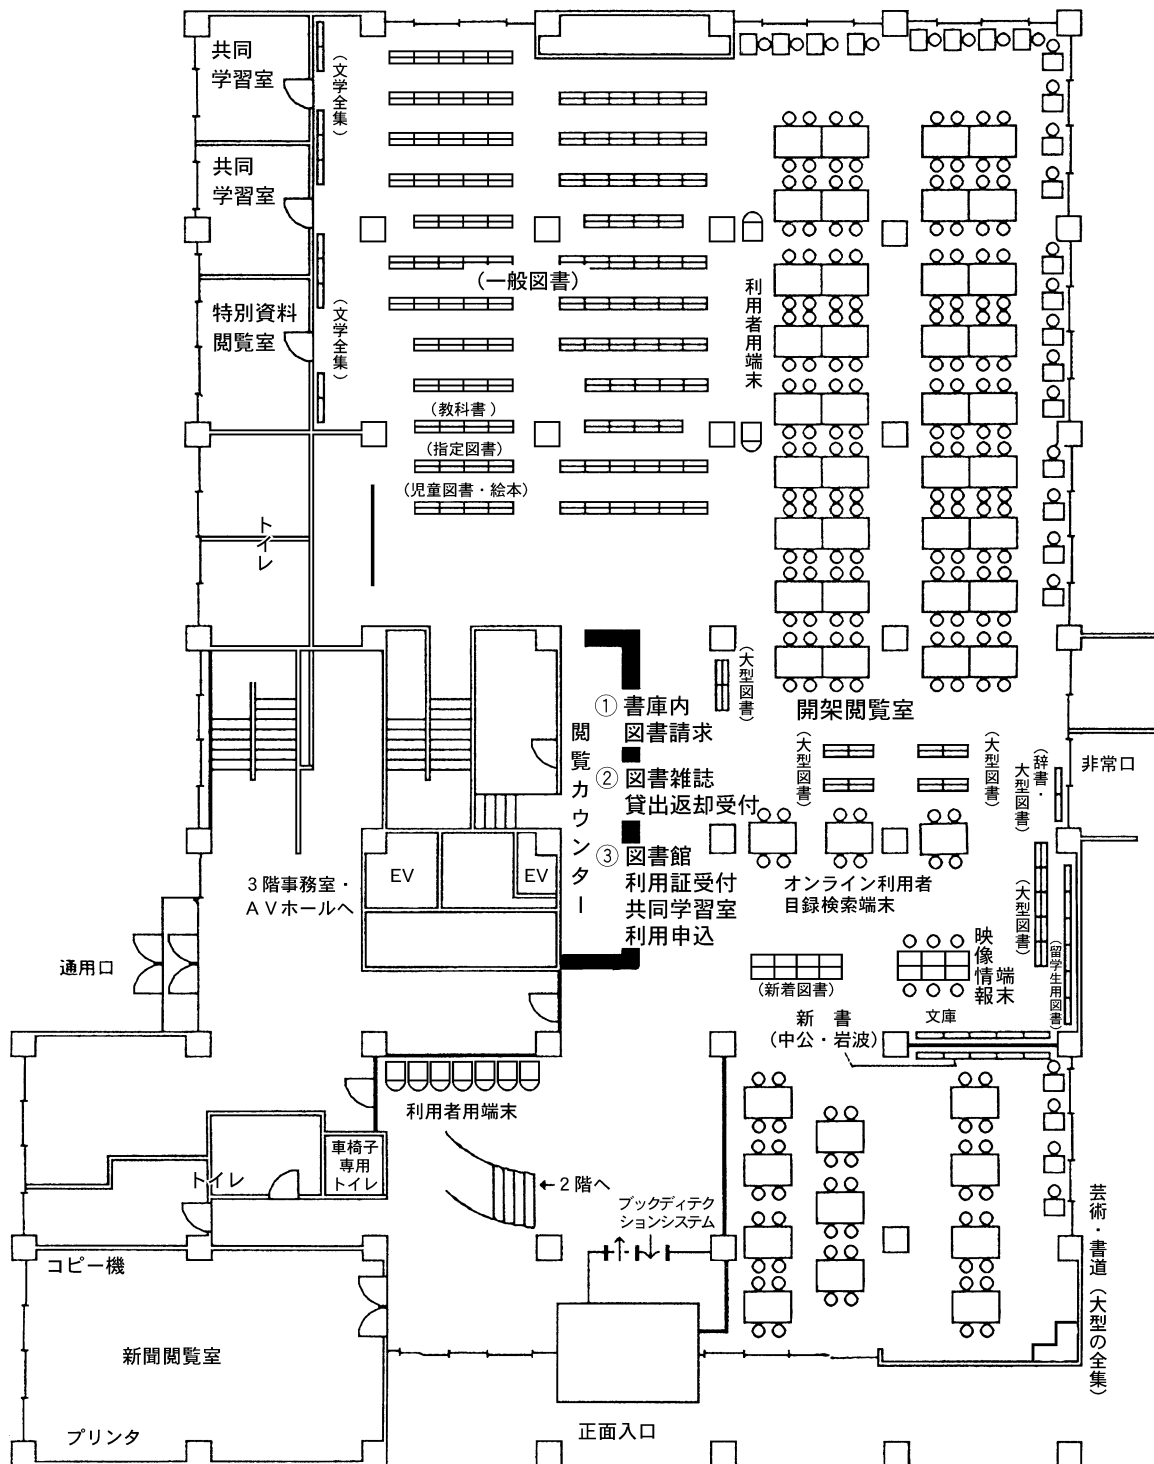 共同
学習室
(文学全集)
共同
学習室
特別資料
閲覧室
(文学全集)
(一般図書)
利用者用端末
(教科書)
(指定図書)
(児童図書・絵本)
トイレ
(大型図書)
開架閲覧室
閲覧カウンター
① 書庫内
図書請求
② 図書雑誌
貸出返却受付
③ 図書館
利用証受付
共同学習室
利用申込
(大型図書)
(大型図書)
(辞書・
大型図書)
非常口
EV
EV
3階事務室・
AVホールへ
オンライン利用者
目録検索端末
(大型図書)
(留学生用図書)
通用口
映像情報
端末
(新着図書)
新書
(中公・岩波)
文庫
利用者用端末
車椅子
専用
トイレ
トイレ
←2階へ
ブックディテク
ションシステム
芸術・書道(大型の全集)
コピー機
新聞閲覧室
プリンタ
正面入口